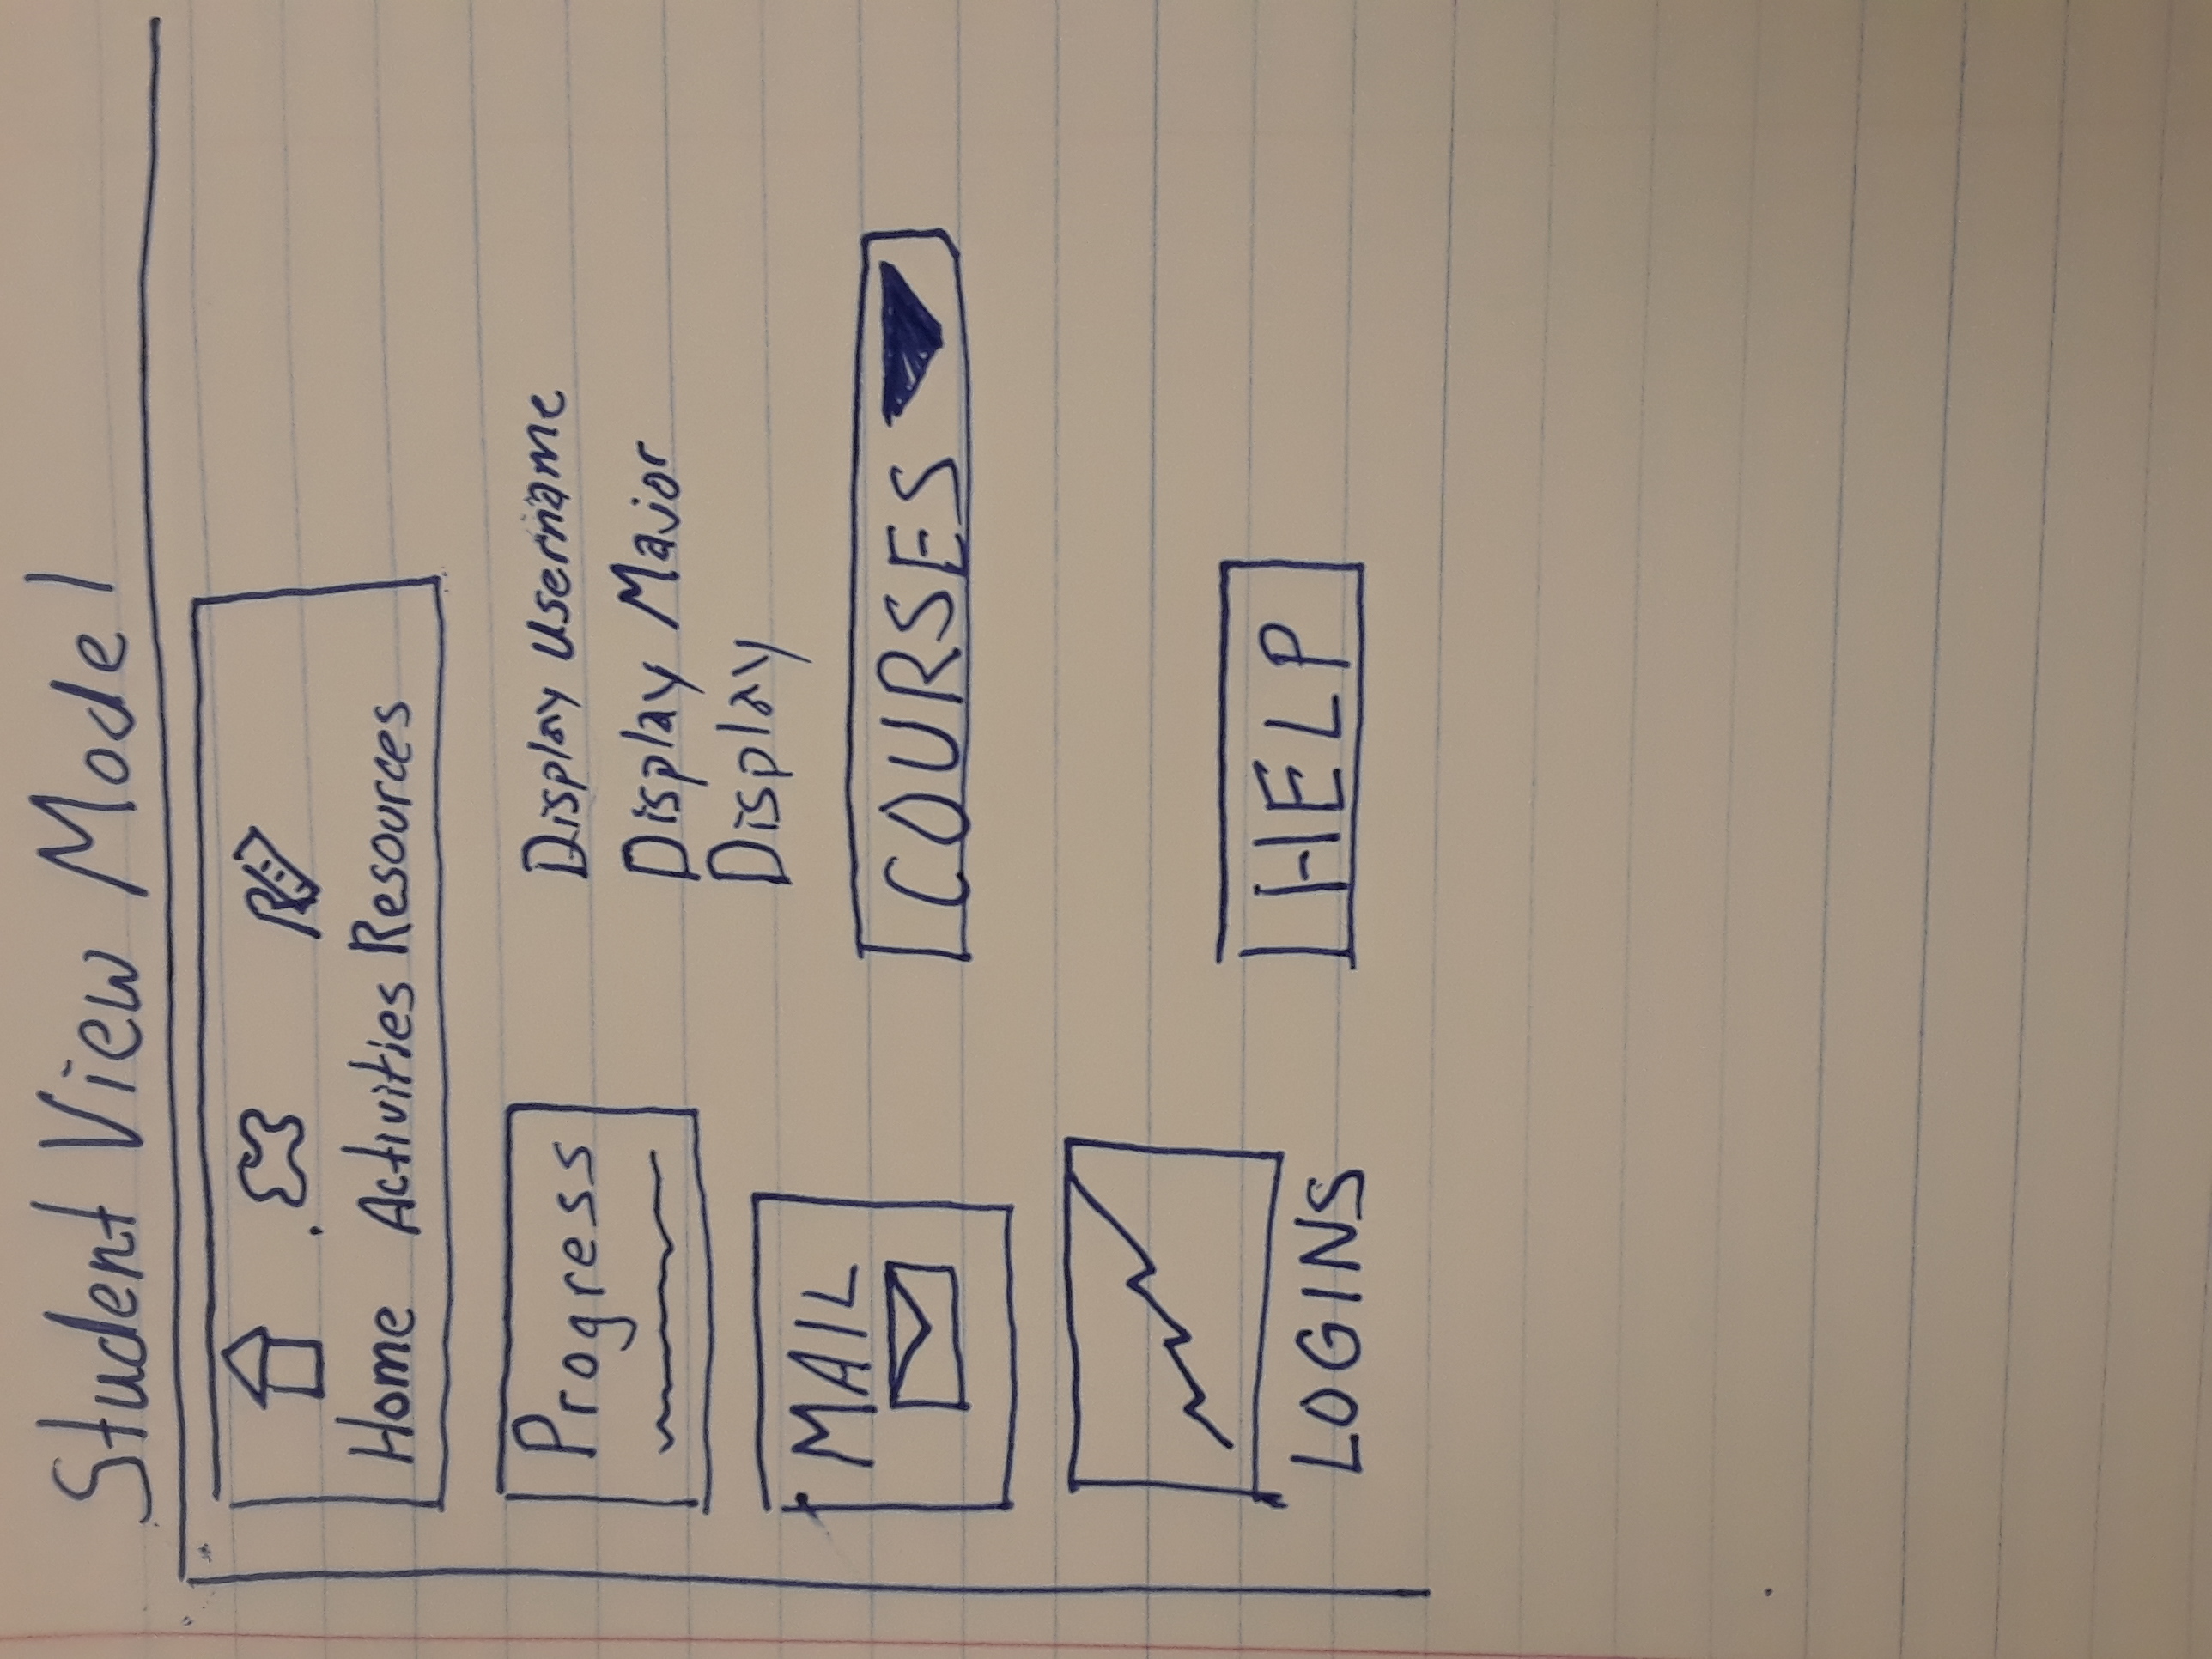 Student View Model
Home Activities Resources
Progress
Display Username
Display Major
Display
MAIL
COURSES
LOGINS
HELP